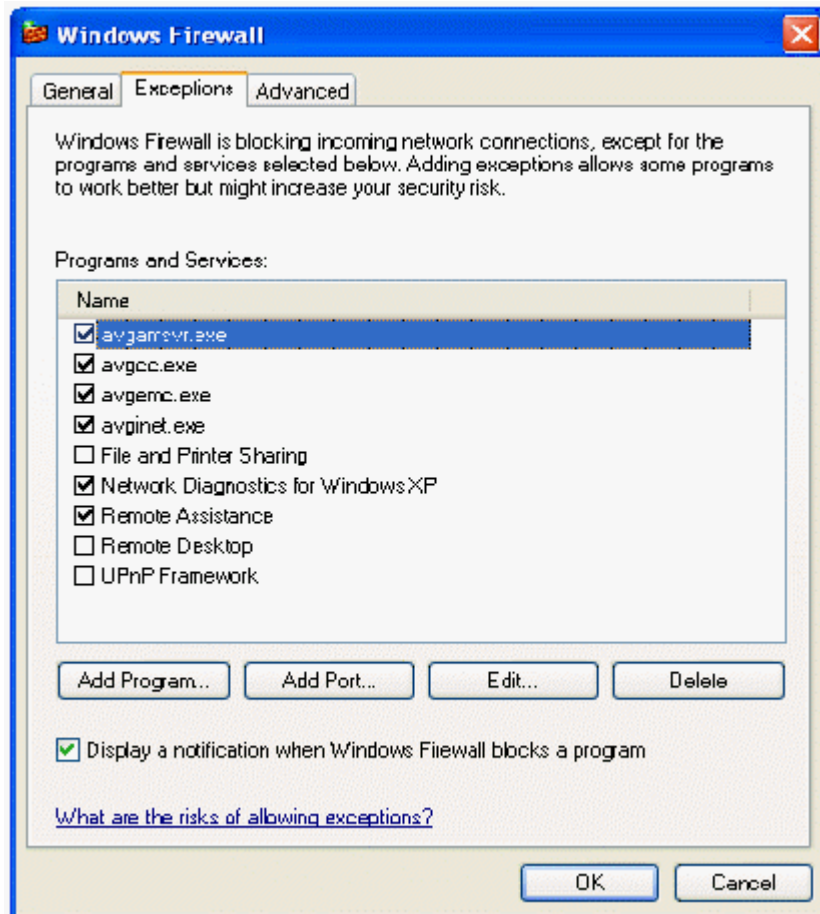 Windows Firewall
General
Exceptions
Advanced
Windows Firewall is blocking incoming network connections, except for the
programs and services selected below. Adding exceptions allows some programs
to work better but might increase your security risk.
Programs and Services:
Name
avgamsvr.exe
avgcc.exe
avgemc.exe
avginet.exe
File and Printer Sharing
Network Diagnostics for Windows XP
Remote Assistance
Remote Desktop
UPnP Framework
Add Program...
Add Port...
Edit...
Delete
Display a notification when Windows Firewall blocks a program
What are the risks of allowing exceptions?
OK
Cancel